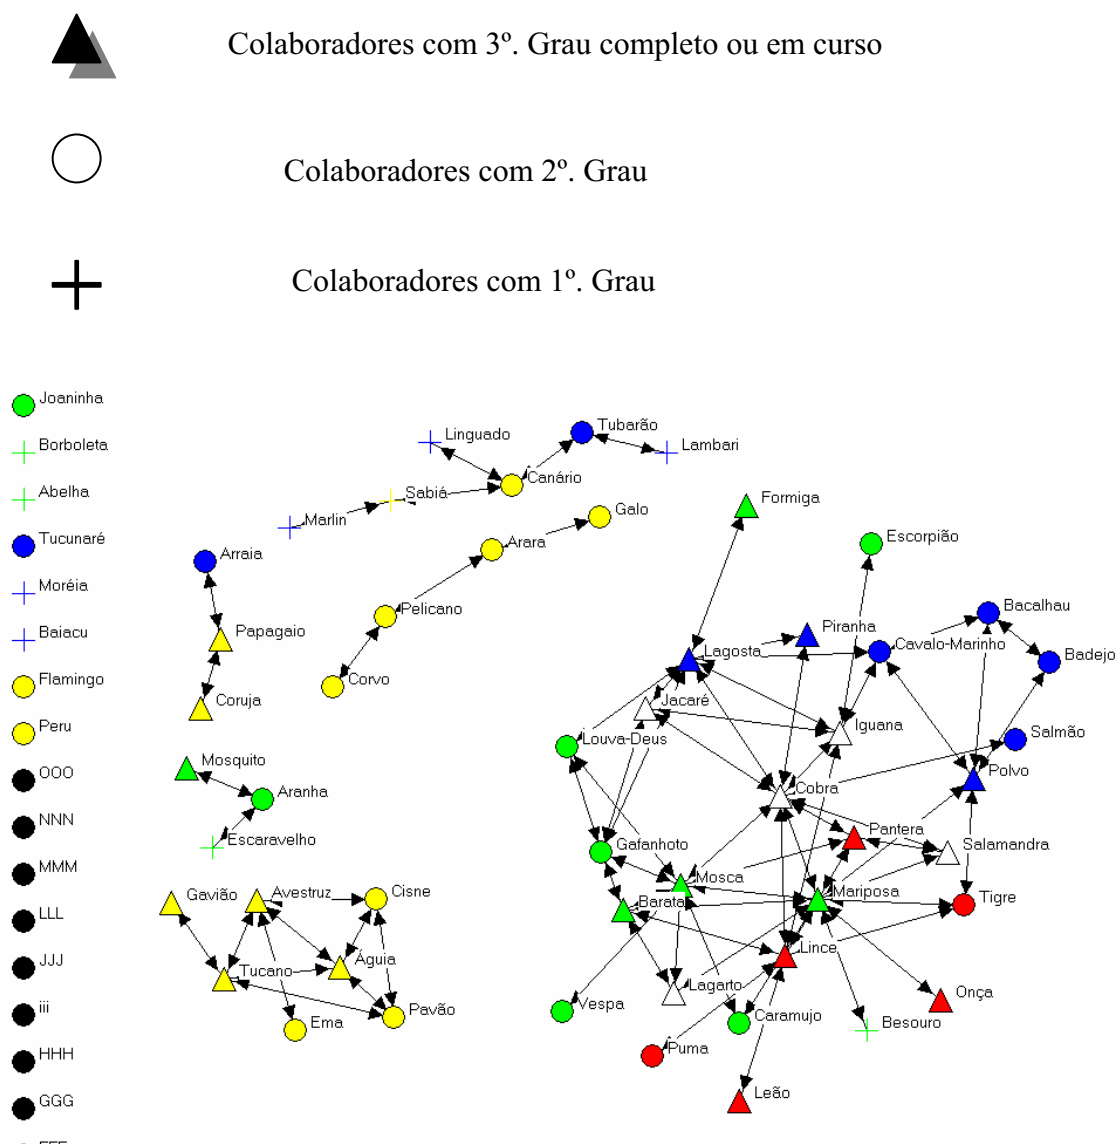 Colaboradores com 3º. Grau completo ou em curso
Colaboradores com 2º. Grau
Colaboradores com 1º. Grau
Joaninha
Borboleta
Abelha
Tucunaré
Moréia
Baiacu
Flamingo
Peru
OOO
NNN
MMM
LLL
JJJ
iii
HHH
GGG
Linguado
Tubarão
Lambari
Canário
Sabiá
Marlin
Galo
Arara
Arraia
Pelicano
Papagaio
Corvo
Coruja
Mosquito
Aranha
Escaravelho
Gavião
Avestruz
Cisne
Tucano
Águia
Pavão
Ema
Formiga
Escorpião
Bacalhau
Piranha
Cavalo-Marinho
Lagosta
Badejo
Jacaré
Iguana
Louva-Deus
Salmão
Polvo
Cobra
Pantera
Gafanhoto
Salamandra
Mosca
Mariposa
Barata
Tigre
Lince
Lagarto
Onça
Vespa
Caramujo
Besouro
Puma
Leão